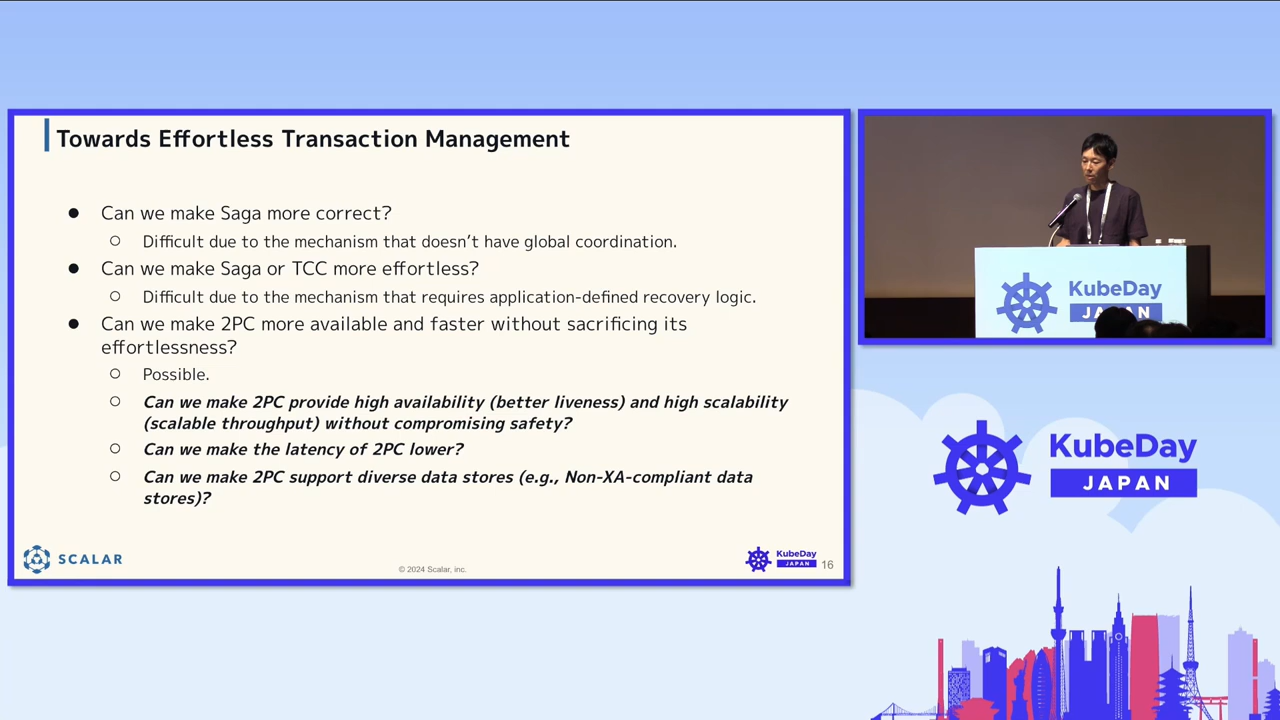 Towards Effortless Transaction Management
● Can we make Saga more correct?
○ Difficult due to the mechanism that doesn’t have global coordination.
● Can we make Saga or TCC more effortless?
○ Difficult due to the mechanism that requires application-defined recovery logic.
● Can we make 2PC more available and faster without sacrificing its
effortlessness?
○ Possible.
○ Can we make 2PC provide high availability (better liveness) and high scalability
(scalable throughput) without compromising safety?
○ Can we make the latency of 2PC lower?
○ Can we make 2PC support diverse data stores (e.g., Non-XA-compliant data
stores)?
SCALAR
© 2024 Scalar, inc.
KubeDay
JAPAN
16
KubeDay
JAPAN
KubeDay
JAPAN